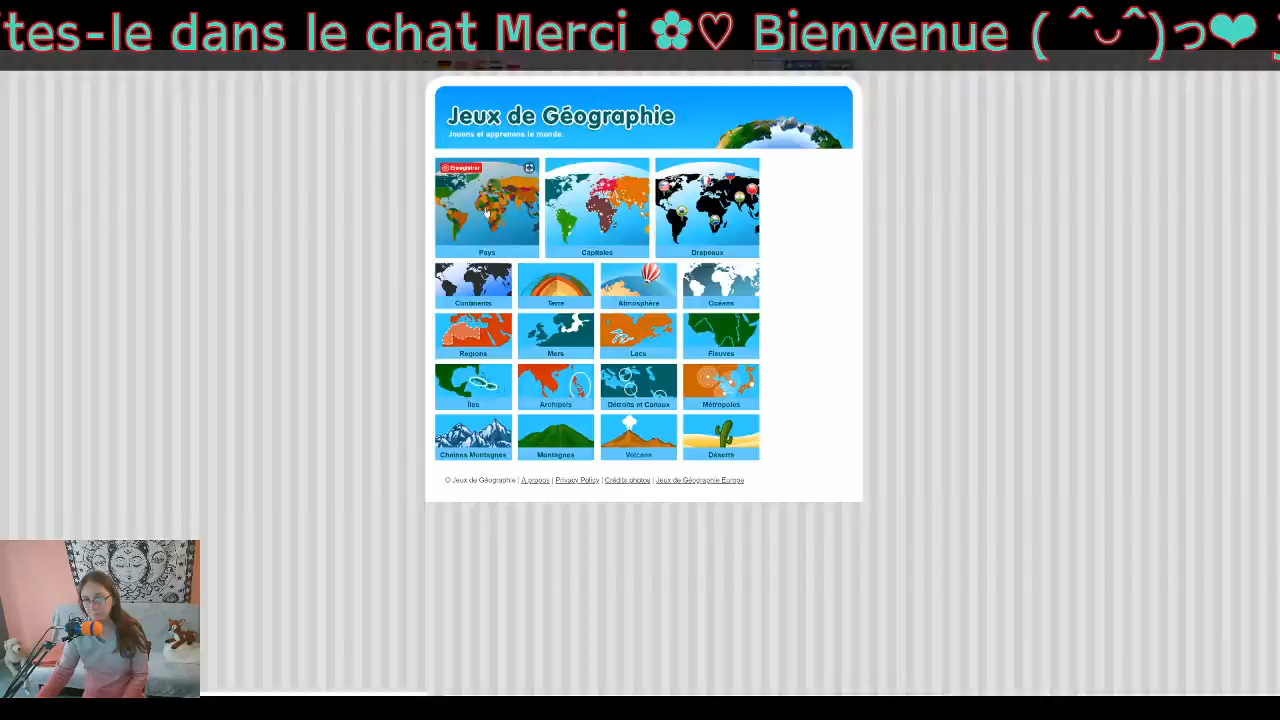 tes-le dans le chat Merci ✿♡ Bienvenue ( ^ᴗ^)っ❤
Jeux de Géographie
Jouons et apprenons le monde.
Enregistrer
Pays
Capitales
Drapeaux
Continents
Terre
Atmosphère
Océans
Régions
Mers
Lacs
Fleuves
Îles
Archipels
Détroits et Canaux
Métropoles
Chaînes Montagnes
Montagnes
Volcans
Déserts
© Jeux de Géographie | A propos | Privacy Policy | Crédits photos | Jeux de Géographie Europe